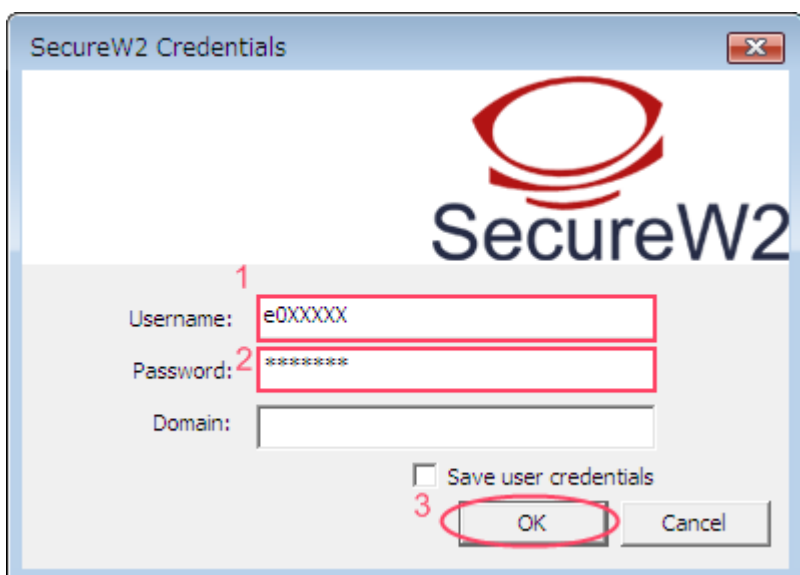 SecureW2 Credentials
SecureW2
1
Username: e0XXXXX
2
Password: *******
Domain:
Save user credentials
3
OK Cancel